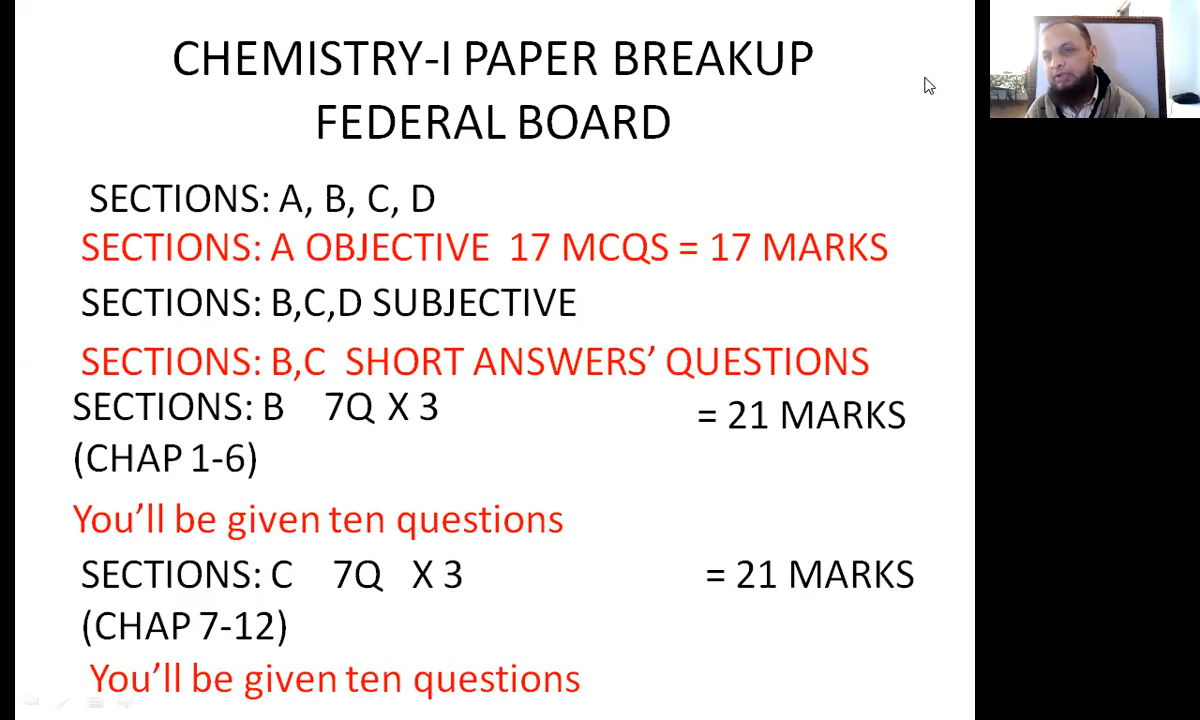 CHEMISTRY-I PAPER BREAKUP
FEDERAL BOARD
SECTIONS: A, B, C, D
SECTIONS: A OBJECTIVE 17 MCQS = 17 MARKS
SECTIONS: B,C,D SUBJECTIVE
SECTIONS: B,C SHORT ANSWERS’ QUESTIONS
SECTIONS: B 7Q X 3 = 21 MARKS
(CHAP 1-6)
You’ll be given ten questions
SECTIONS: C 7Q X 3 = 21 MARKS
(CHAP 7-12)
You’ll be given ten questions